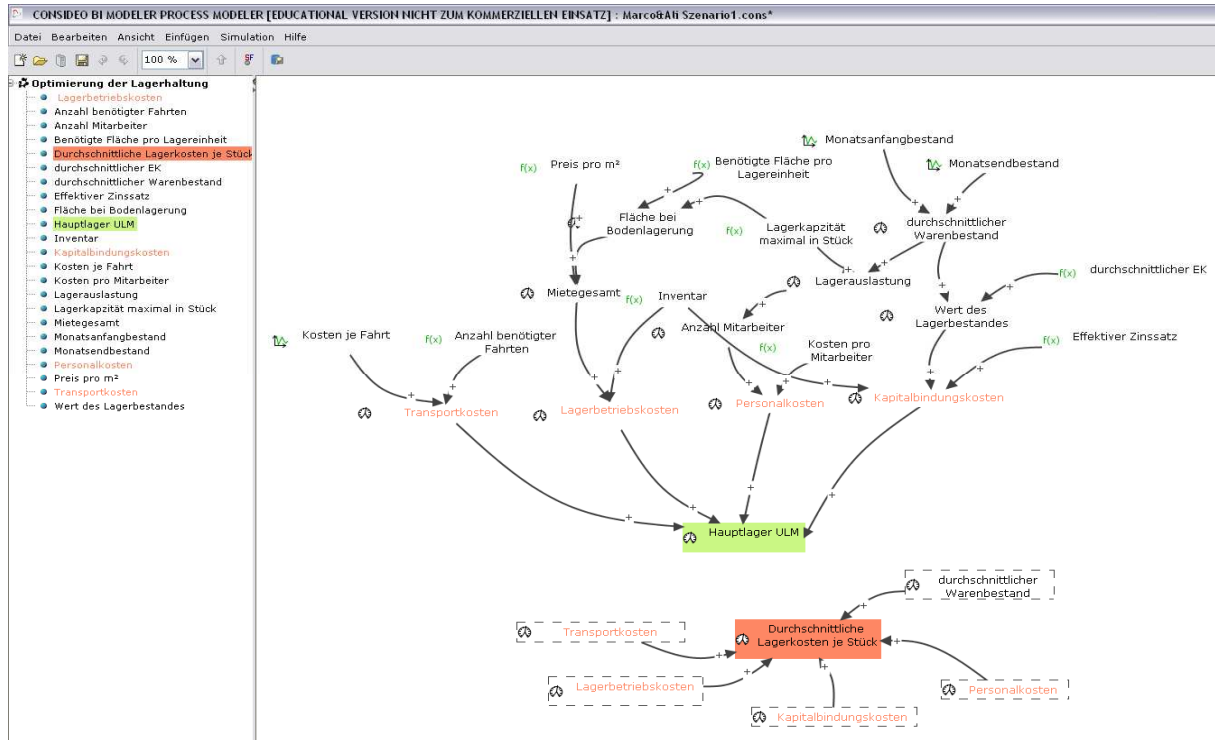 CONSIDEO BI MODELER PROCESS MODELER [EDUCATIONAL VERSION NICHT ZUM KOMMERZIELLEN EINSATZ] : Marco&Ali Szenario1.cons*
Datei Bearbeiten Ansicht Einfügen Simulation Hilfe
100 %
Optimierung der Lagerhaltung
Lagerbetriebskosten
Anzahl benötigter Fahrten
Anzahl Mitarbeiter
Benötigte Fläche pro Lagereinheit
Durchschnittliche Lagerkosten je Stück
durchschnittlicher EK
durchschnittlicher Warenbestand
Effektiver Zinssatz
Fläche bei Bodenlagerung
Hauptlager ULM
Inventar
Kapitalbindungskosten
Kosten je Fahrt
Kosten pro Mitarbeiter
Lagerauslastung
Lagerkapzität maximal in Stück
Mietegesamt
Monatsanfangbestand
Monatsendbestand
Personalkosten
Preis pro m²
Transportkosten
Wert des Lagerbestandes
Monatsanfangbestand
f(x) Preis pro m²
f(x) Benötigte Fläche pro
Lagereinheit
Monatsendbestand
Fläche bei
Bodenlagerung
f(x) Lagerkapzität
maximal in Stück
durchschnittlicher
Warenbestand
f(x) durchschnittlicher EK
Lagerauslastung
Mietegesamt
f(x) Inventar
Wert des
Lagerbestandes
Anzahl Mitarbeiter
Kosten je Fahrt
f(x) Anzahl benötigter
Fahrten
f(x) Kosten pro
Mitarbeiter
f(x) Effektiver Zinssatz
Transportkosten
Lagerbetriebskosten
Personalkosten
Kapitalbindungskosten
Hauptlager ULM
durchschnittlicher
Warenbestand
Transportkosten
Durchschnittliche
Lagerkosten je Stück
Lagerbetriebskosten
Personalkosten
Kapitalbindungskosten